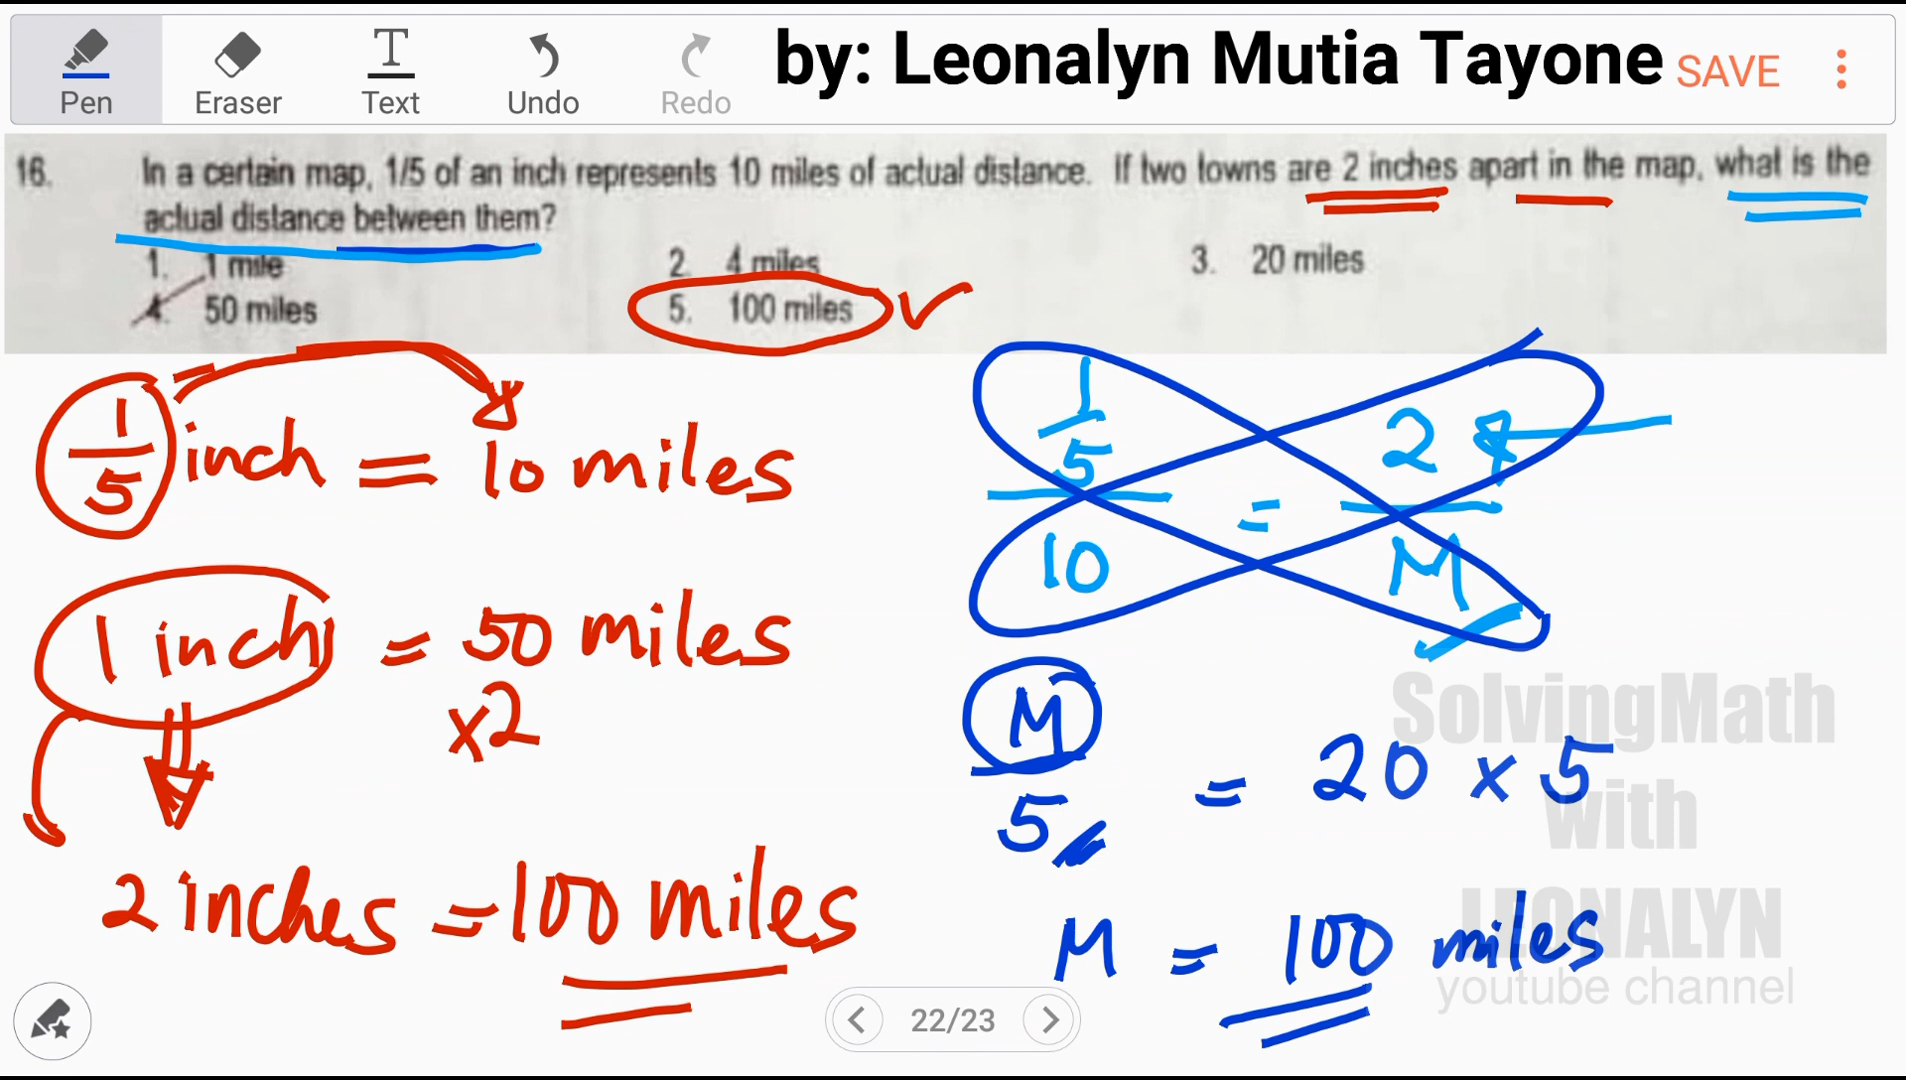 Pen
Eraser
Text
Undo
Redo
by: Leonalyn Mutia Tayone
SAVE
16. In a certain map, 1/5 of an inch represents 10 miles of actual distance. If two towns are 2 inches apart in the map, what is the
actual distance between them?
1. 1 mile 2. 4 miles 3. 20 miles
4. 50 miles 5. 100 miles
1/5 inch = 10 miles
1 inch = 50 miles
x2
2 inches = 100 miles
1/5
10
=
2
M
M/5 = 20 x 5
M = 100 miles
SolvingMath
with
LEONALYN
youtube channel
22/23